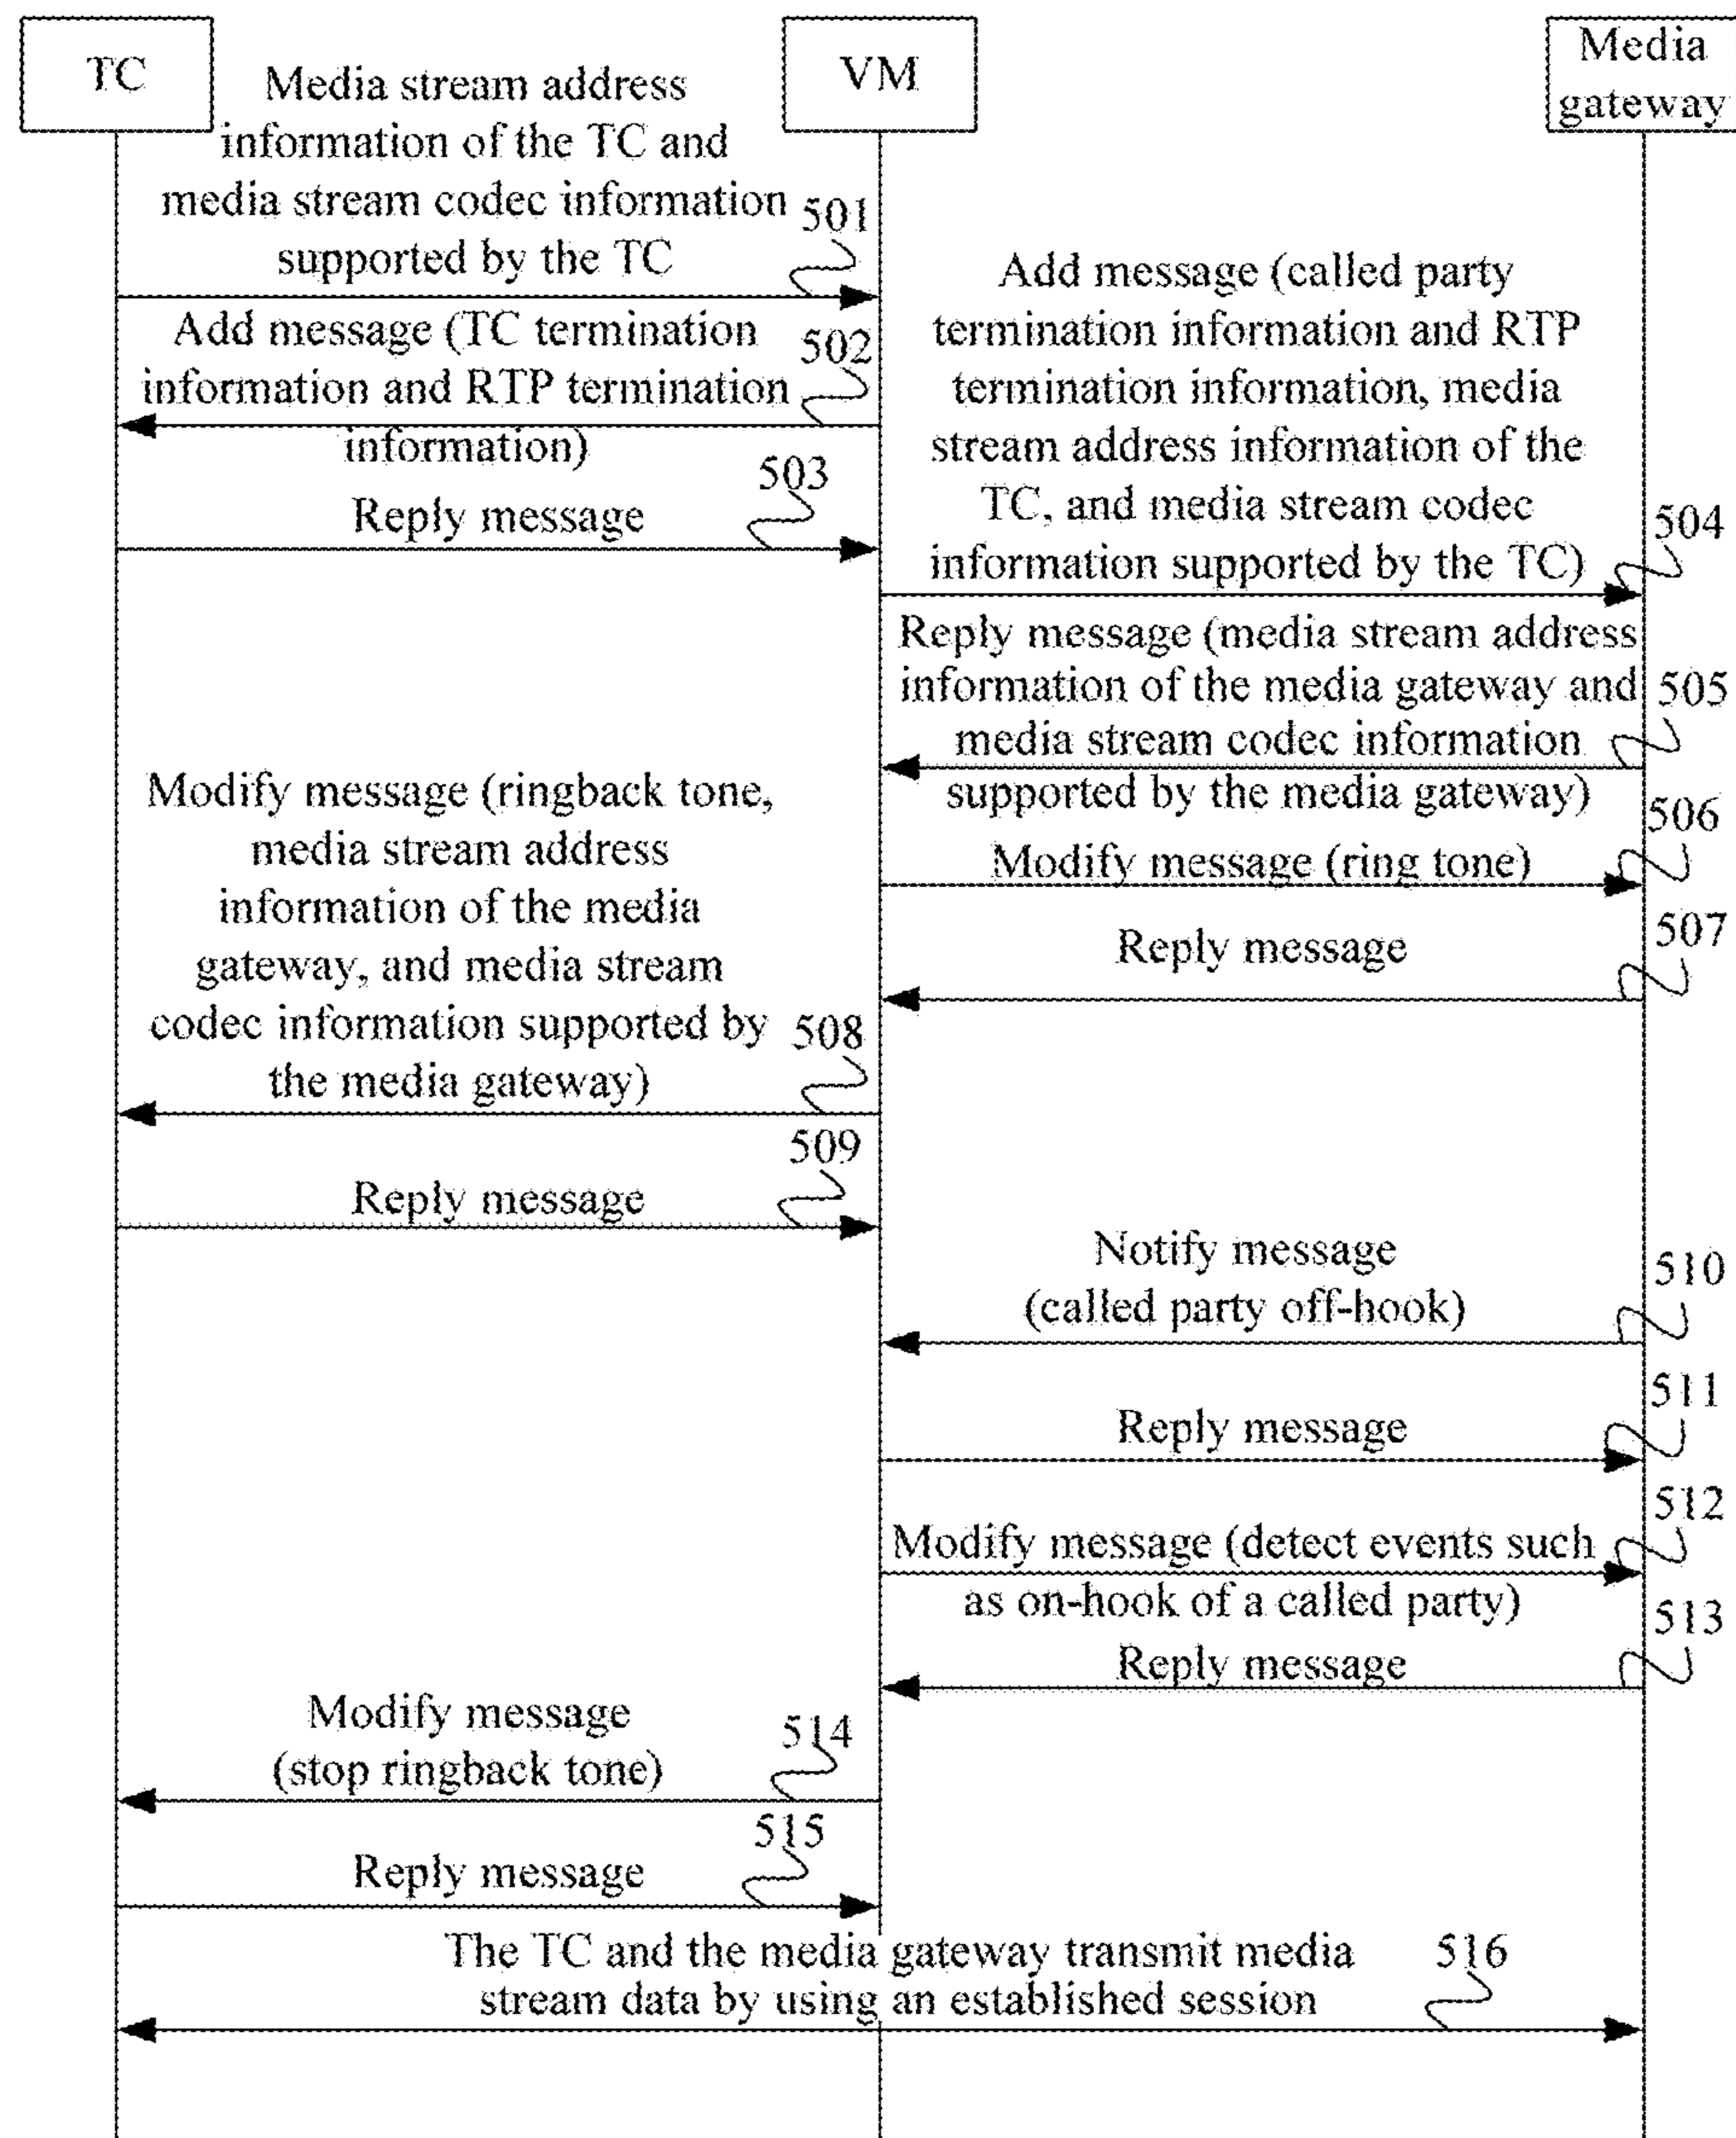 TC
VM
Media
gateway
Media stream address
information of the TC and
media stream codec information
supported by the TC
501
Add message (TC termination
information and RTP termination
information)
502
Reply message
503
Add message (called party
termination information and RTP
termination information, media
stream address information of the
TC, and media stream codec
information supported by the TC)
504
Reply message (media stream address
information of the media gateway and
media stream codec information
supported by the media gateway)
505
Modify message (ring tone)
506
Reply message
507
Modify message (ringback tone,
media stream address
information of the media
gateway, and media stream
codec information supported by
the media gateway)
508
Reply message
509
Notify message
(called party off-hook)
510
Reply message
511
Modify message (detect events such
as on-hook of a called party)
512
Reply message
513
Modify message
(stop ringback tone)
514
Reply message
515
The TC and the media gateway transmit media
stream data by using an established session
516